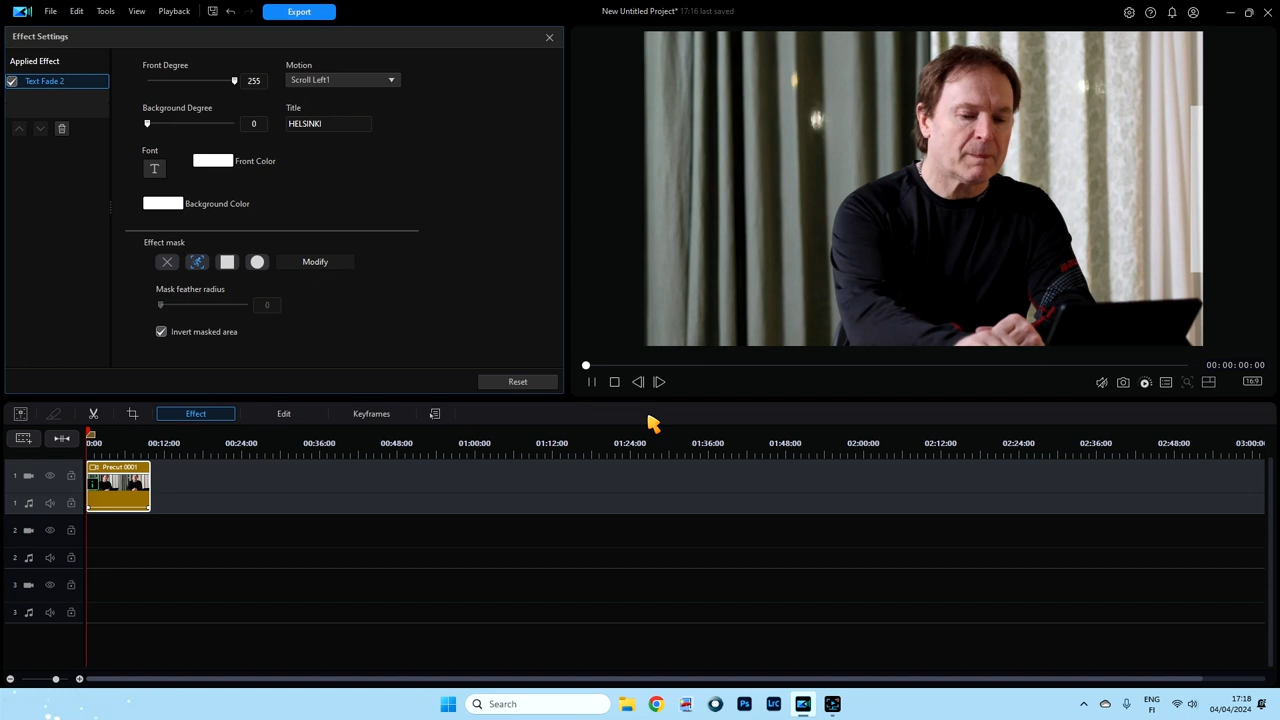 File Edit Tools View Playback Export New Untitled Project* 17:16 last saved
Effect Settings
Applied Effect
Text Fade 2
Front Degree Motion
255 Scroll Left1
Background Degree Title
0 HELSINKI
Font
T Front Color
Background Color
Effect mask
Modify
Mask feather radius
0
Invert masked area
Reset
00:00:00:00
16:9
Effect Edit Keyframes
0:00 00:12:00 00:24:00 00:36:00 00:48:00 01:00:00 01:12:00 01:24:00 01:36:00 01:48:00 02:00:00 02:12:00 02:24:00 02:36:00 02:48:00 03:00:0
Precut 0001
1
1
2
2
3
3
Search Ps Lrc ENG 17:18
FI 04/04/2024